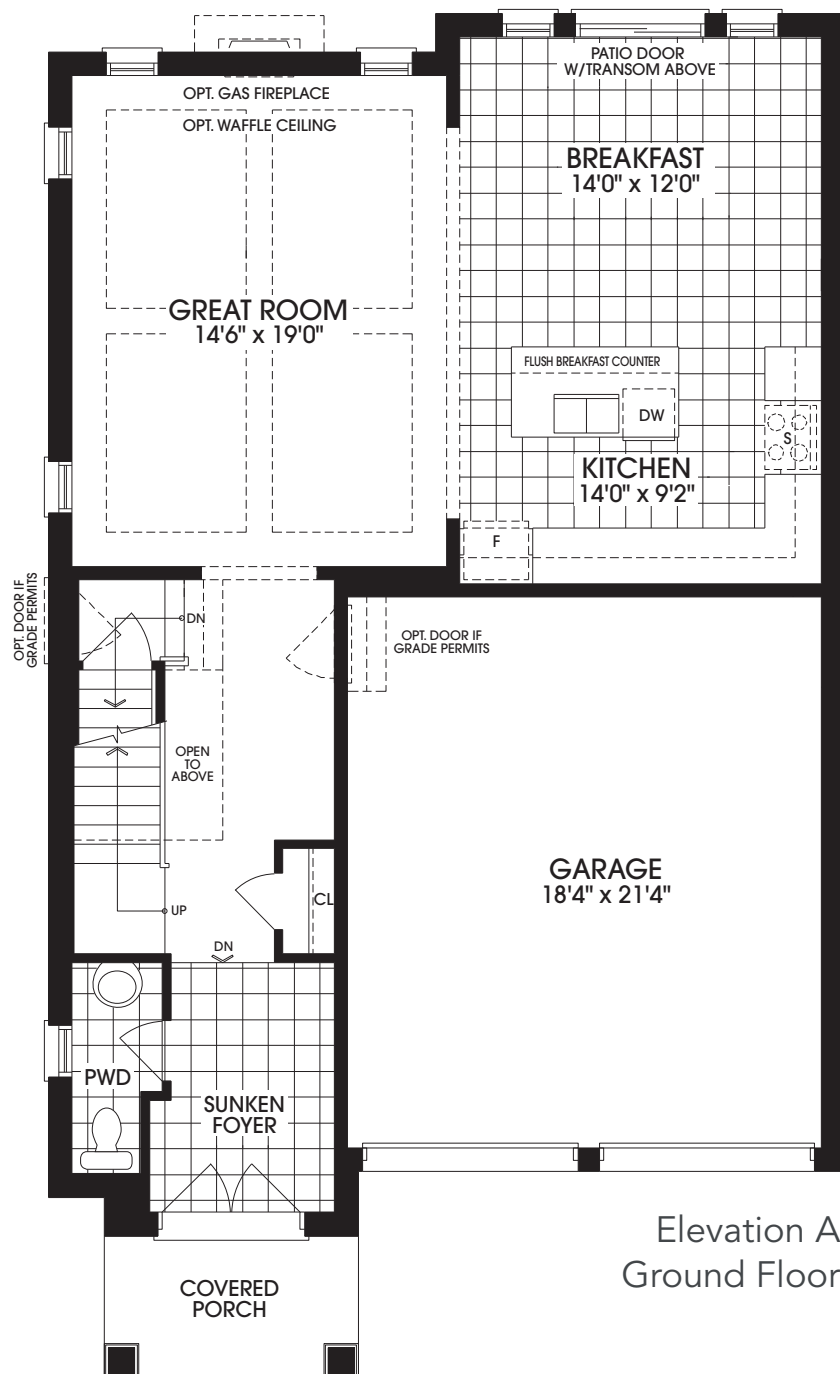 PATIO DOOR
W/TRANSOM ABOVE
OPT. GAS FIREPLACE
OPT. WAFFLE CEILING
BREAKFAST
14'0" x 12'0"
GREAT ROOM
14'6" x 19'0"
FLUSH BREAKFAST COUNTER
DW
S
KITCHEN
14'0" x 9'2"
F
OPT. DOOR IF
GRADE PERMITS
DN
OPT. DOOR IF
GRADE PERMITS
OPEN
TO
ABOVE
GARAGE
18'4" x 21'4"
CL
UP
DN
PWD
SUNKEN
FOYER
Elevation A
Ground Floor
COVERED
PORCH